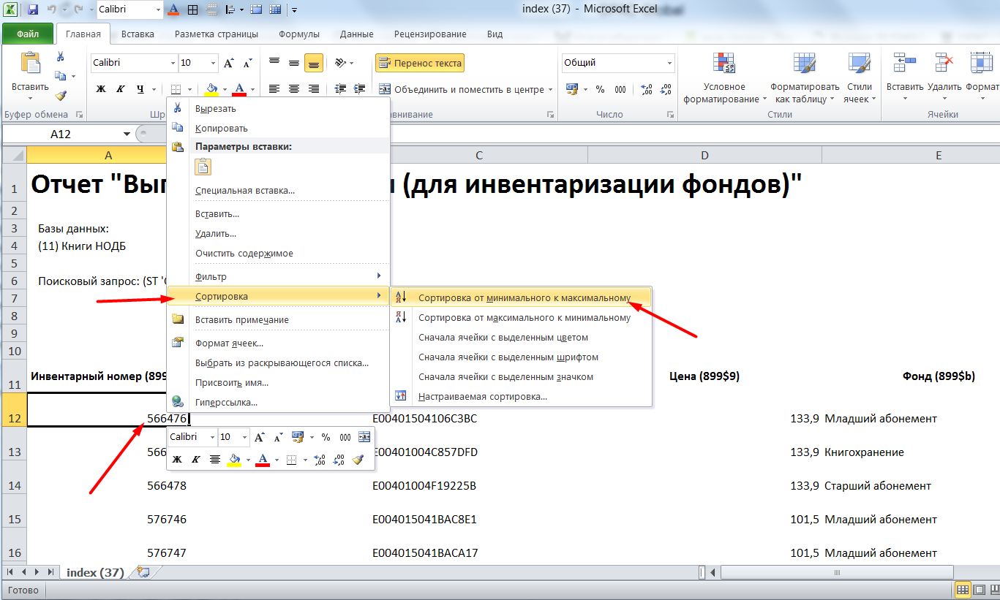 Calibri
index (37) - Microsoft Excel
Файл Главная Вставка Разметка страницы Формулы Данные Рецензирование Вид
Вставить
Calibri 10
Ж К Ч
Перенос текста
Объединить и поместить в центре
Общий
% 000
Условное форматирование
Форматировать как таблицу
Стили ячеек
Вставить Удалить Формат
Буфер обмена
Шр
внивание
Число
Стили
Ячейки
A12
A C D E
1 Отчет "Вып
(для инвентаризации фондов)"
2
3 Базы данных:
4 (11) Книги НОДБ
5
6 Поисковый запрос: (ST '
7
8
9
10
11 Инвентарный номер (899
Цена (899$9) Фонд (899$b)
12 566476 E00401504106C3BC 133,9 Младший абонемент
13 566 E00401004C857DFD 133,9 Книгохранение
14 566478 E00401004F19225B 133,9 Старший абонемент
15 576746 E004015041BAC8E1 101,5 Младший абонемент
16 576747 E004015041BACA17 101,5 Младший абонемент
Вырезать
Копировать
Параметры вставки:
Специальная вставка...
Вставить...
Удалить...
Очистить содержимое
Фильтр
Сортировка
Вставить примечание
Формат ячеек...
Выбрать из раскрывающегося списка...
Присвоить имя...
Гиперссылка...
Сортировка от минимального к максимальному
Сортировка от максимального к минимальному
Сначала ячейки с выделенным цветом
Сначала ячейки с выделенным шрифтом
Сначала ячейки с выделенным значком
Настраиваемая сортировка...
Calibri 10
% 000
Ж К
index (37)
Готово